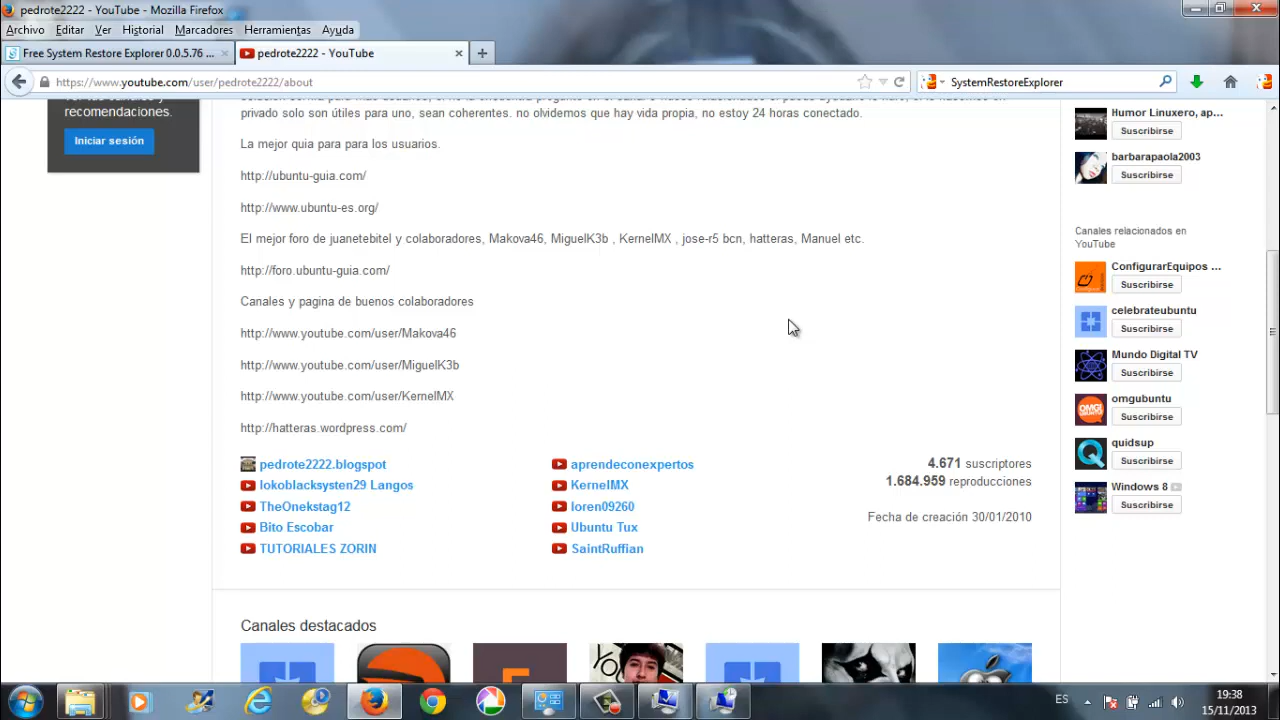 pedrote2222 - YouTube - Mozilla Firefox
Archivo Editar Ver Historial Marcadores Herramientas Ayuda
Free System Restore Explorer 0.0.5.76 ...
pedrote2222 - YouTube
https://www.youtube.com/user/pedrote2222/about
SystemRestoreExplorer
recomendaciones.
Iniciar sesión
privado solo son útiles para uno, sean coherentes. no olvidemos que hay vida propia, no estoy 24 horas conectado.
La mejor quia para para los usuarios.
http://ubuntu-guia.com/
http://www.ubuntu-es.org/
El mejor foro de juanetebitel y colaboradores, Makova46, MiguelK3b , KernelMX , jose-r5 bcn, hatteras, Manuel etc.
http://foro.ubuntu-guia.com/
Canales y pagina de buenos colaboradores
http://www.youtube.com/user/Makova46
http://www.youtube.com/user/MiguelK3b
http://www.youtube.com/user/KernelMX
http://hatteras.wordpress.com/
pedrote2222.blogspot
lokoblacksysten29 Langos
TheOnekstag12
Bito Escobar
TUTORIALES ZORIN
aprendeconexpertos
KernelMX
loren09260
Ubuntu Tux
SaintRuffian
4.671 suscriptores
1.684.959 reproducciones
Fecha de creación 30/01/2010
Canales destacados
Humor Linuxero, ap...
Suscribirse
barbarapaola2003
Suscribirse
Canales relacionados en
YouTube
ConfigurarEquipos ...
Suscribirse
celebrateubuntu
Suscribirse
Mundo Digital TV
Suscribirse
omgubuntu
Suscribirse
quidsup
Suscribirse
Windows 8
Suscribirse
ES
19:38
15/11/2013